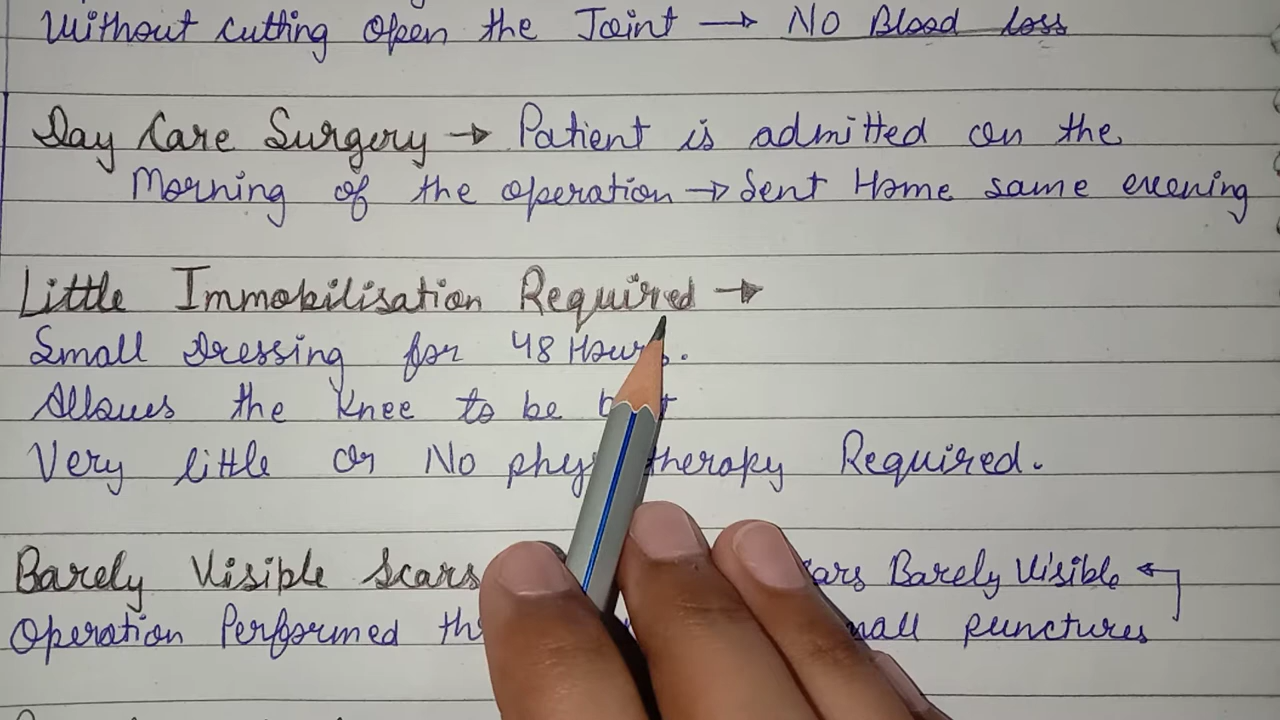 Without cutting open the Joint → No Blood loss
Day Care Surgery → Patient is admitted on the
Morning of the operation → Sent Home same evening
Little Immobilisation Required →
Small Dressing for 48 Hours.
Allows the Knee to be
Very little or No therapy Required.
Barely Visible Scars Barely Visible ←
Operation Performed punctures